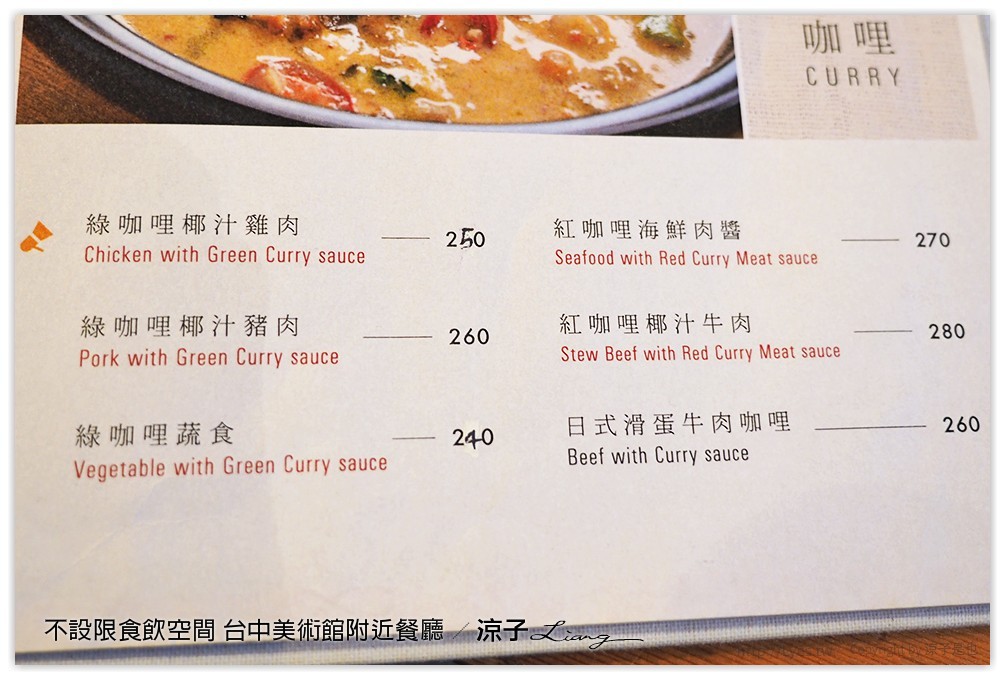 咖哩
CURRY
綠咖哩椰汁雞肉
Chicken with Green Curry sauce
250
綠咖哩椰汁豬肉
Pork with Green Curry sauce
260
綠咖哩蔬食
Vegetable with Green Curry sauce
240
紅咖哩海鮮肉醬
Seafood with Red Curry Meat sauce
270
紅咖哩椰汁牛肉
Stew Beef with Red Curry Meat sauce
280
日式滑蛋牛肉咖哩
Beef with Curry sauce
260
不設限食飲空間 台中美術館附近餐廳 / 涼子 Liang